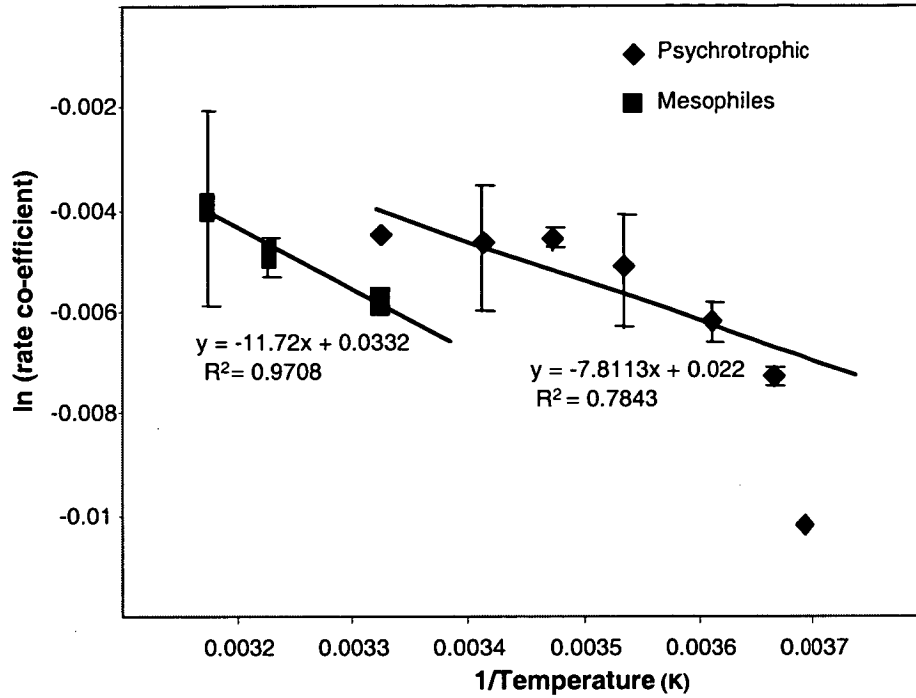 Psychrotrophic
Mesophiles
ln (rate co-efficient)
-0.002
-0.004
-0.006
-0.008
-0.01
y = -11.72x + 0.0332
R² = 0.9708
y = -7.8113x + 0.022
R² = 0.7843
0.0032 0.0033 0.0034 0.0035 0.0036 0.0037
1/Temperature (K)